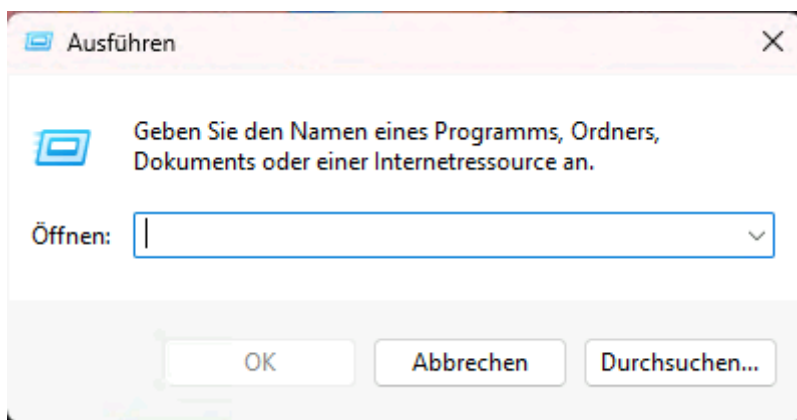 Ausführen
Geben Sie den Namen eines Programms, Ordners,
Dokuments oder einer Internetressource an.
Öffnen:
OK Abbrechen Durchsuchen...